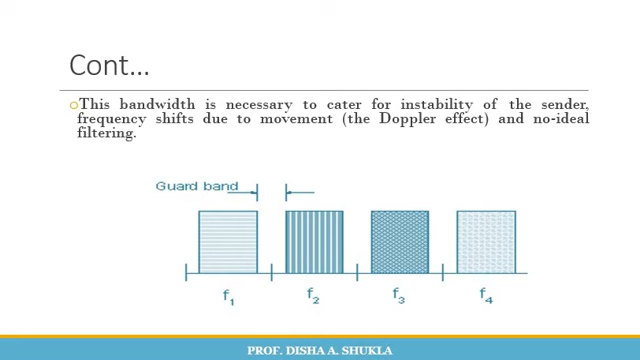 Cont...
This bandwidth is necessary to cater for instability of the sender,
frequency shifts due to movement (the Doppler effect) and no-ideal
filtering.
Guard band
f1 f2 f3 f4
PROF. DISHA A. SHUKLA